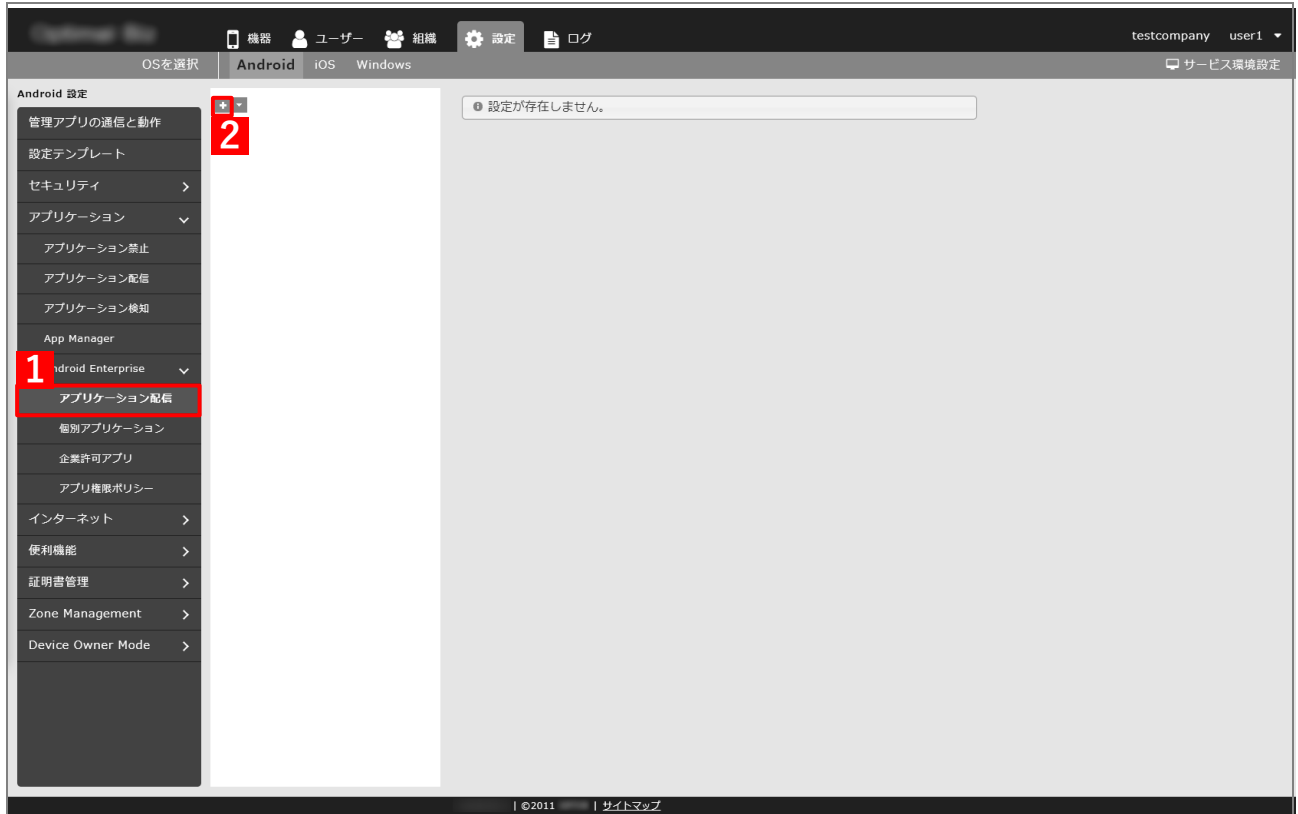 機器 ユーザー 組織 設定 ログ testcompany user1
OSを選択 Android iOS Windows サービス環境設定
Android 設定
管理アプリの通信と動作
設定テンプレート
セキュリティ
アプリケーション
アプリケーション禁止
アプリケーション配信
アプリケーション検知
App Manager
1
ndroid Enterprise
アプリケーション配信
個別アプリケーション
企業許可アプリ
アプリ権限ポリシー
インターネット
便利機能
証明書管理
Zone Management
Device Owner Mode
2
設定が存在しません。
| ©2011 | サイトマップ